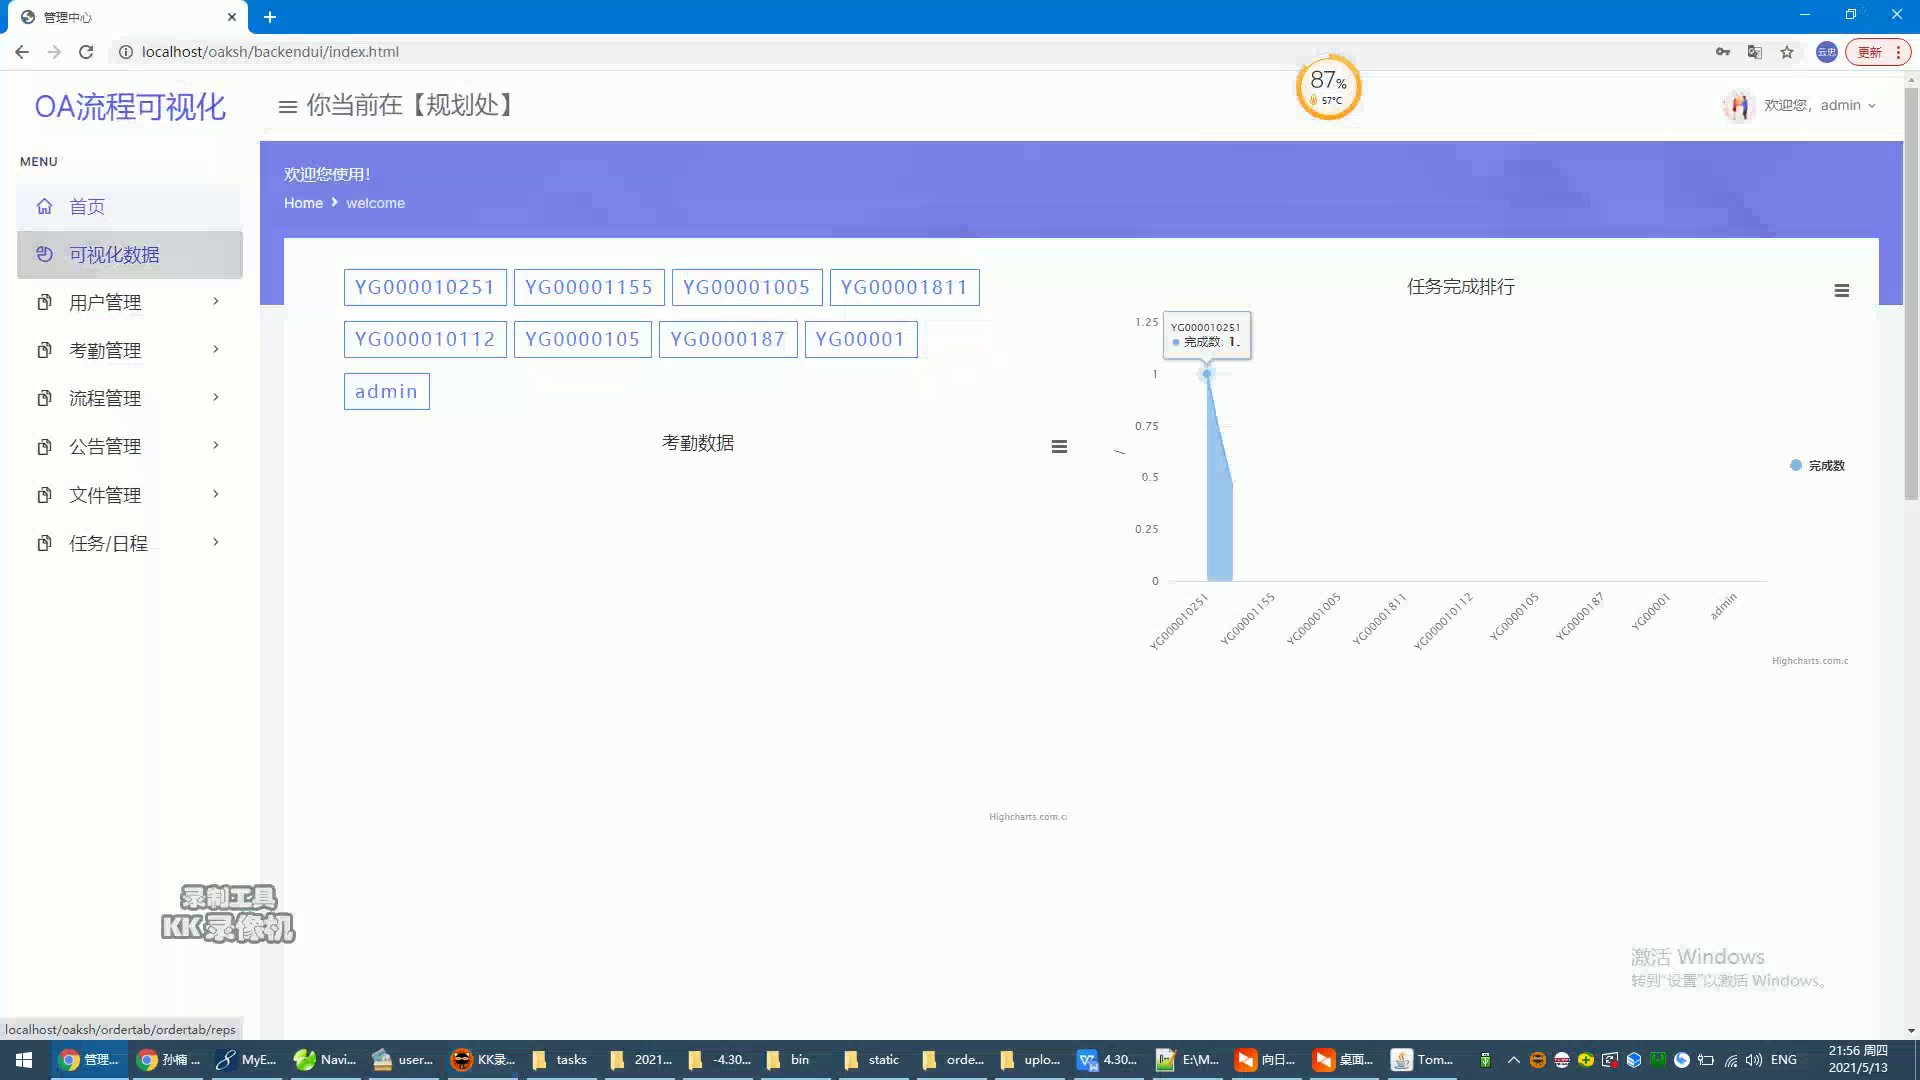 管理中心
localhost/oaksh/backendui/index.html
云忠
更新
OA流程可视化
你当前在【规划处】
87%
57°C
欢迎您，admin
MENU
首页
可视化数据
用户管理
考勤管理
流程管理
公告管理
文件管理
任务/日程
欢迎您使用！
Home
welcome
YG000010251
YG00001155
YG00001005
YG00001811
YG000010112
YG0000105
YG0000187
YG00001
admin
考勤数据
Highcharts.com.c
任务完成排行
1.25
1
0.75
0.5
0.25
0
YG000010251
完成数: 1.
完成数
YG000010251
YG00001155
YG00001005
YG00001811
YG000010112
YG0000105
YG0000187
YG00001
admin
Highcharts.com.c
录制工具
KK录像机
激活 Windows
转到“设置”以激活 Windows。
localhost/oaksh/ordertab/ordertab/reps
管理...
孙楠 ...
MyE...
Navi...
user...
KK录...
tasks
2021...
-4.30...
bin
static
orde...
uplo...
4.30...
E:\M...
向日...
桌面...
Tom...
ENG
21:56 周四
2021/5/13